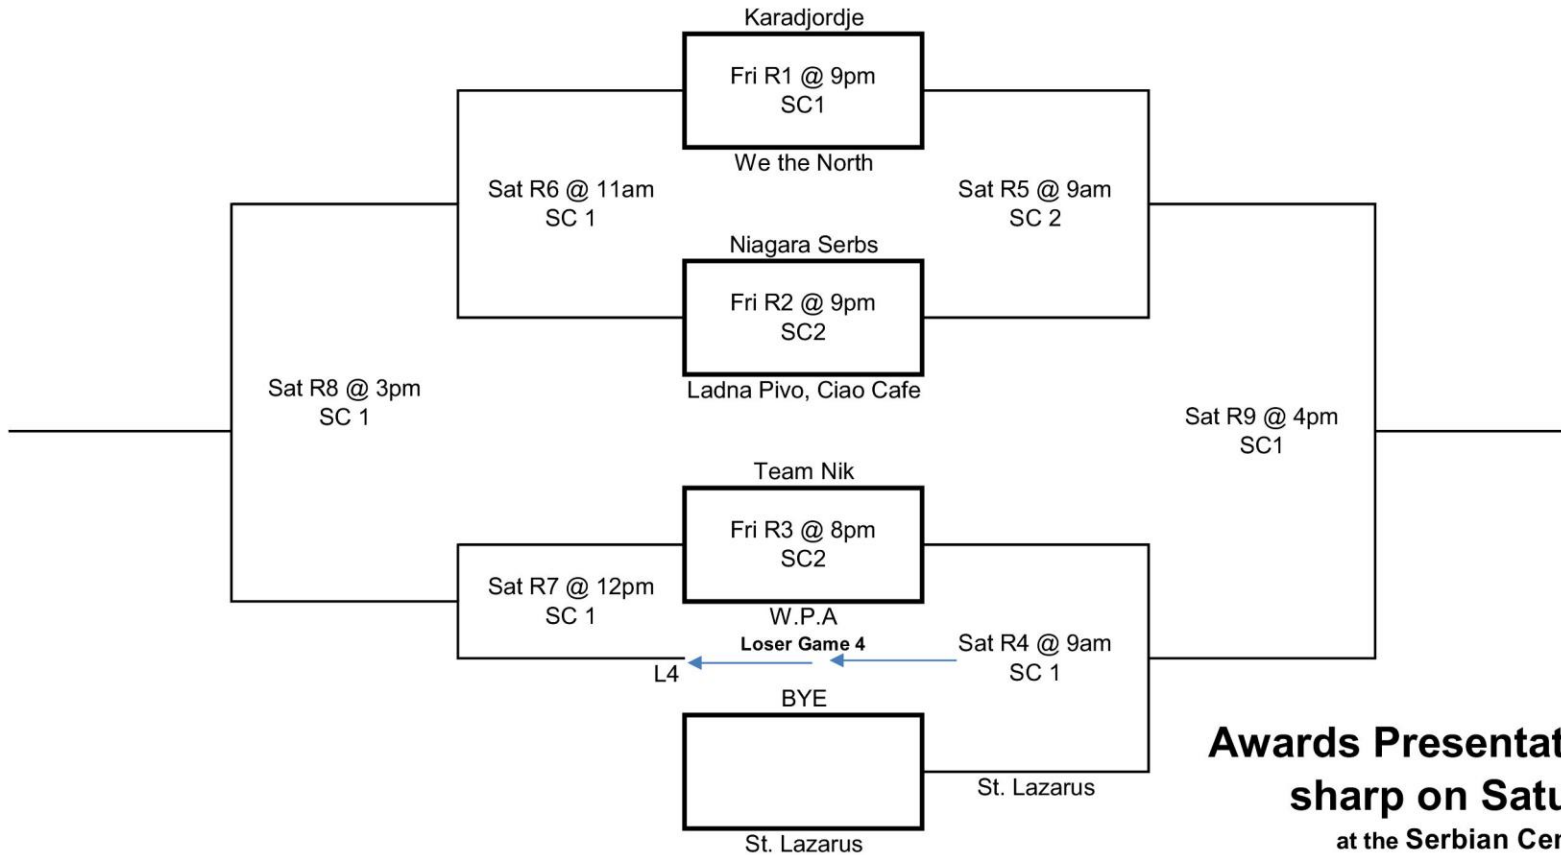 Karadjordje
Fri R1 @ 9pm
SC1
We the North
Sat R6 @ 11am
SC 1
Sat R5 @ 9am
SC 2
Niagara Serbs
Fri R2 @ 9pm
SC2
Ladna Pivo, Ciao Cafe
Sat R8 @ 3pm
SC 1
Sat R9 @ 4pm
SC1
Team Nik
Fri R3 @ 8pm
SC2
W.P.A
Sat R7 @ 12pm
SC 1
Loser Game 4
L4
Sat R4 @ 9am
SC 1
BYE
St. Lazarus
St. Lazarus
Awards Presentat
sharp on Satu
at the Serbian Cen